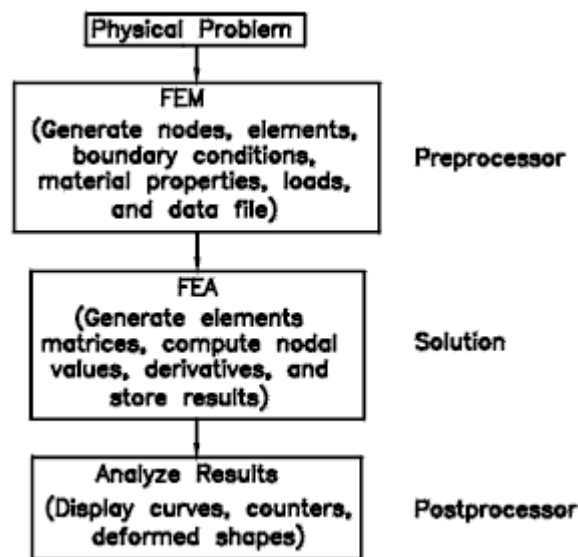 Physical Problem
FEM
(Generate nodes, elements,
boundary conditions,
material properties, loads,
and data file)
Preprocessor
FEA
(Generate elements
matrices, compute nodal
values, derivatives, and
store results)
Solution
Analyze Results
(Display curves, counters,
deformed shapes)
Postprocessor